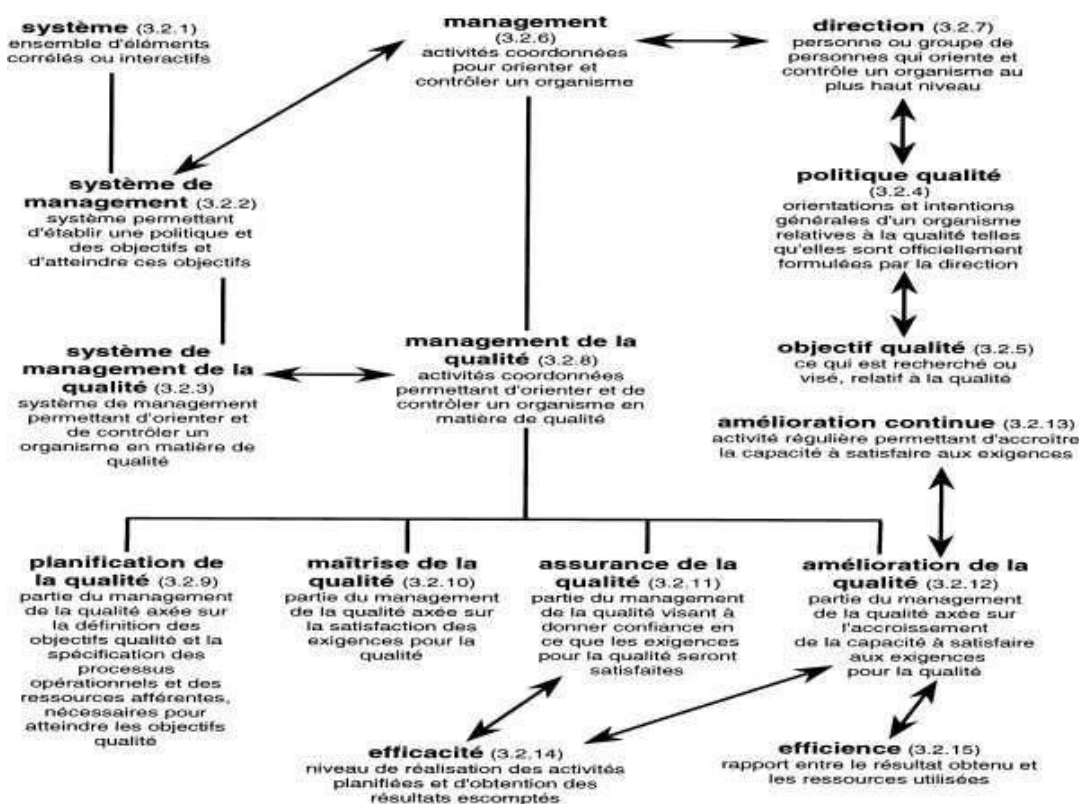 système (3.2.1)
ensemble d'éléments
corrélés ou interactifs
management
(3.2.6)
activités coordonnées
pour orienter et
contrôler un organisme
direction (3.2.7)
personne ou groupe de
personnes qui oriente et
contrôle un organisme au
plus haut niveau
système de
management (3.2.2)
système permettant
d'établir une politique et
des objectifs et
d'atteindre ces objectifs
politique qualité
(3.2.4)
orientations et intentions
générales d'un organisme
relatives à la qualité telles
qu'elles sont officiellement
formulées par la direction
système de
management de la
qualité (3.2.3)
système de management
permettant d'orienter et
de contrôler un
organisme en matière de
qualité
management de la
qualité (3.2.8)
activités coordonnées
permettant d'orienter et de
contrôler un organisme en
matière de qualité
objectif qualité (3.2.5)
ce qui est recherché ou
visé, relatif à la qualité
amélioration continue (3.2.13)
activité régulière permettant d'accroître
la capacité à satisfaire aux exigences
planification de
la qualité (3.2.9)
partie du management
de la qualité axée sur
la définition des
objectifs qualité et la
spécification des
processus
opérationnels et des
ressources afférentes,
nécessaires pour
atteindre les objectifs
qualité
maîtrise de la
qualité (3.2.10)
partie du management
de la qualité axée sur
la satisfaction des
exigences pour la
qualité
assurance de la
qualité (3.2.11)
partie du management
de la qualité visant à
donner confiance en
ce que les exigences
pour la qualité seront
satisfaites
amélioration de la
qualité (3.2.12)
partie du management
de la qualité axée sur
l'accroissement
de la capacité à satisfaire
aux exigences
pour la qualité
efficacité (3.2.14)
niveau de réalisation des activités
planifiées et d'obtention des
résultats escomptés
efficience (3.2.15)
rapport entre le résultat obtenu et
les ressources utilisées